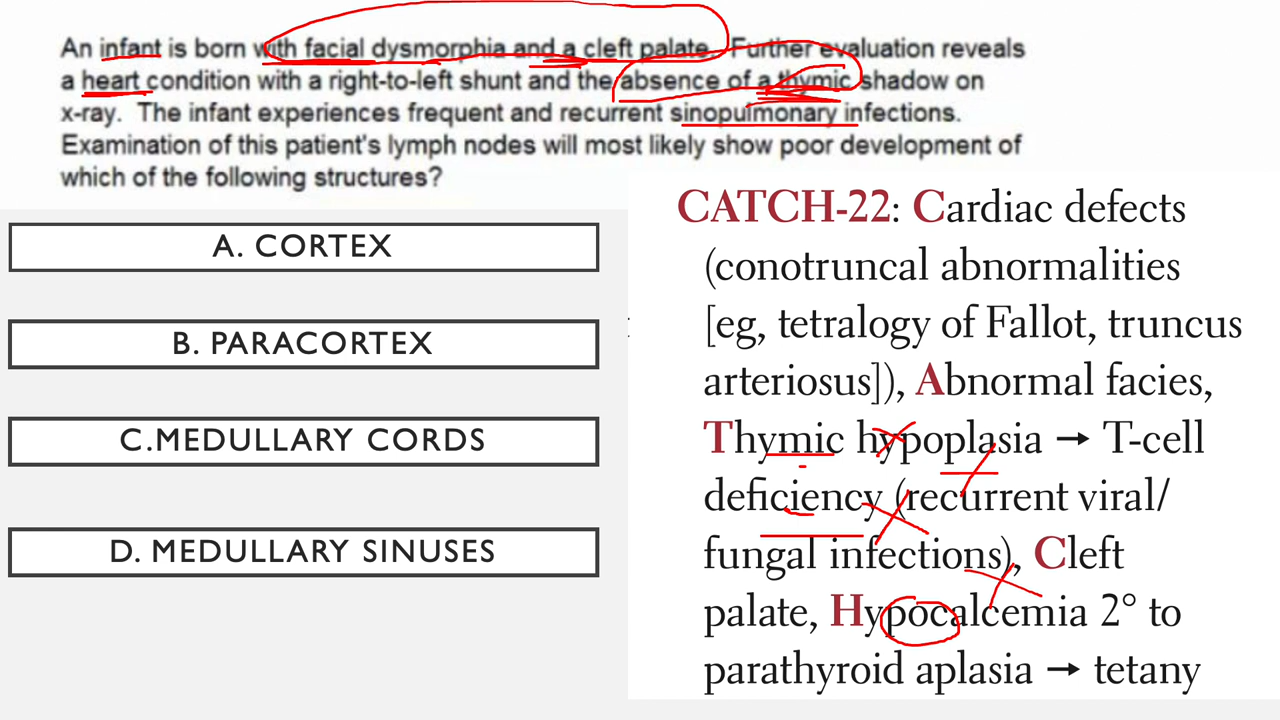 An infant is born with facial dysmorphia and a cleft palate. Further evaluation reveals
a heart condition with a right-to-left shunt and the absence of a thymic shadow on
x-ray. The infant experiences frequent and recurrent sinopulmonary infections.
Examination of this patient's lymph nodes will most likely show poor development of
which of the following structures?
A. CORTEX
B. PARACORTEX
C.MEDULLARY CORDS
D. MEDULLARY SINUSES
CATCH-22: Cardiac defects
(conotruncal abnormalities
[eg, tetralogy of Fallot, truncus
arteriosus]), Abnormal facies,
Thymic hypoplasia → T-cell
deficiency (recurrent viral/
fungal infections), Cleft
palate, Hypocalcemia 2° to
parathyroid aplasia → tetany